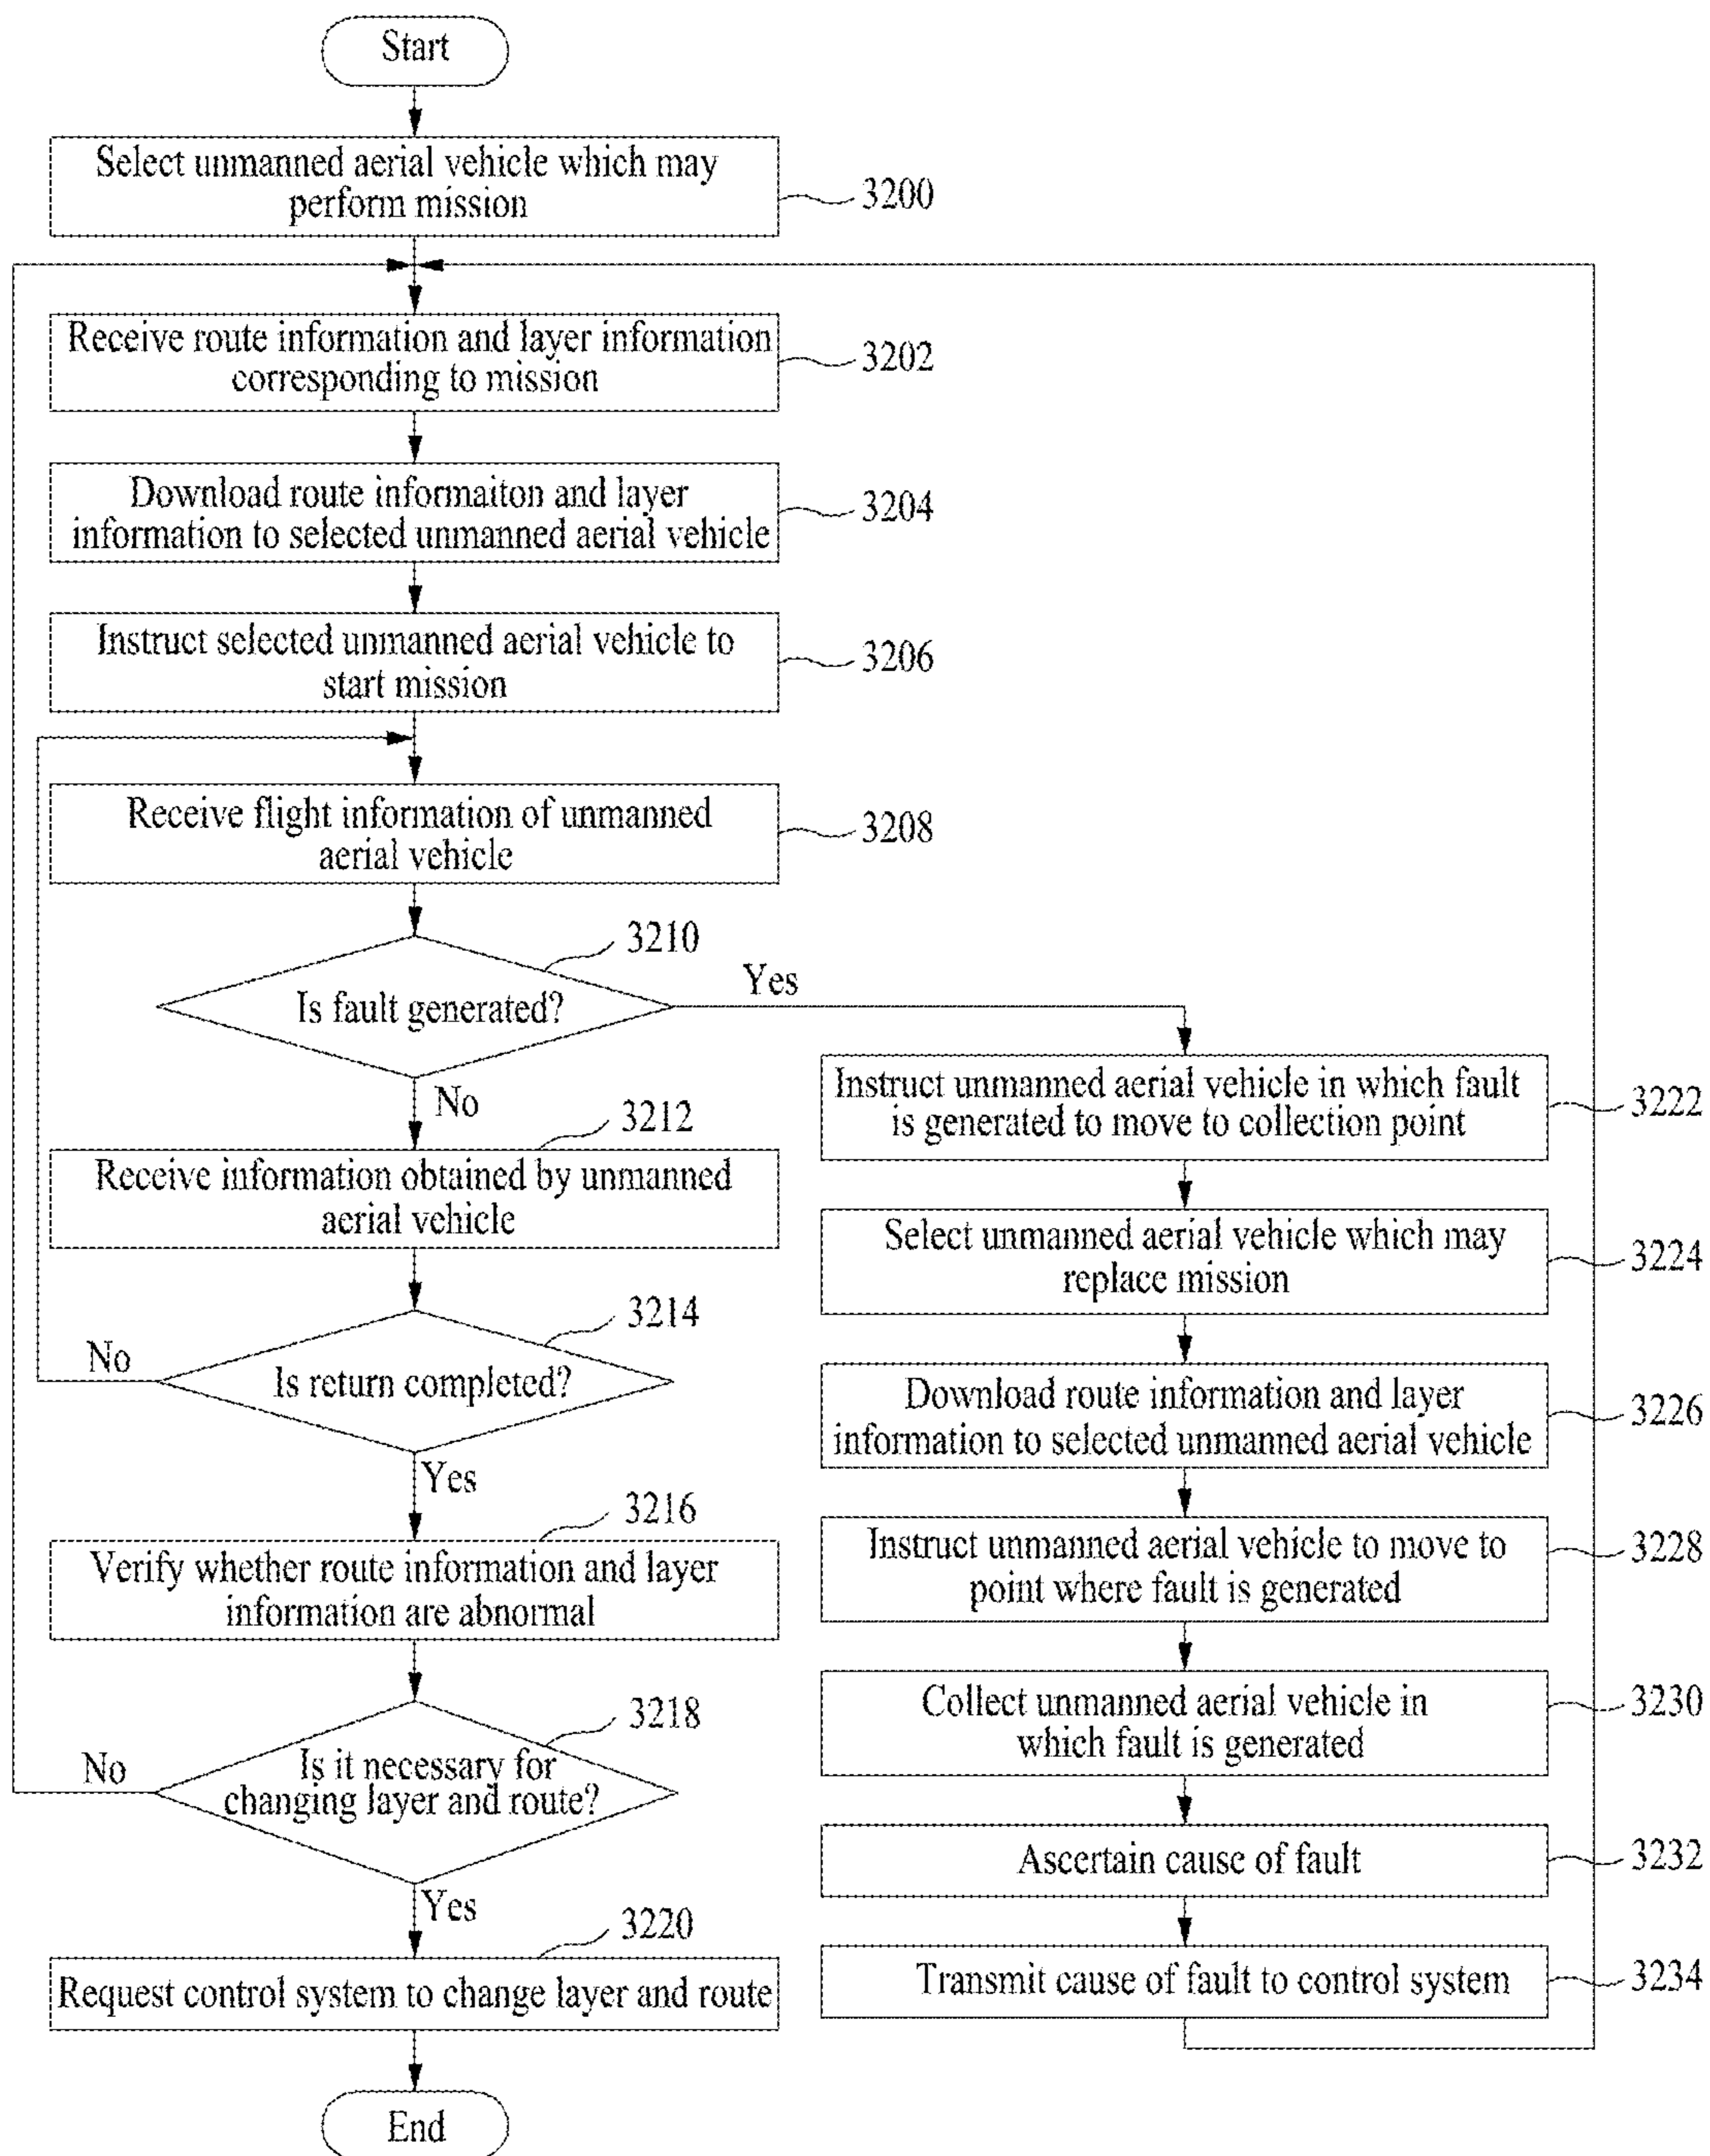 Start
Select unmanned aerial vehicle which may
perform mission
3200
Receive route information and layer information
corresponding to mission
3202
Download route informaiton and layer
information to selected unmanned aerial vehicle
3204
Instruct selected unmanned aerial vehicle to
start mission
3206
Receive flight information of unmanned
aerial vehicle
3208
3210
Is fault generated?
Yes
No
3212
Receive information obtained by unmanned
aerial vehicle
3214
Is return completed?
No
Yes
3216
Verify whether route information and layer
information are abnormal
3218
Is it necessary for
changing layer and route?
No
Yes
3220
Request control system to change layer and route
End
Instruct unmanned aerial vehicle in which fault
is generated to move to collection point
3222
Select unmanned aerial vehicle which may
replace mission
3224
Download route information and layer
information to selected unmanned aerial vehicle
3226
Instruct unmanned aerial vehicle to move to
point where fault is generated
3228
Collect unmanned aerial vehicle in
which fault is generated
3230
Ascertain cause of fault
3232
Transmit cause of fault to control system
3234